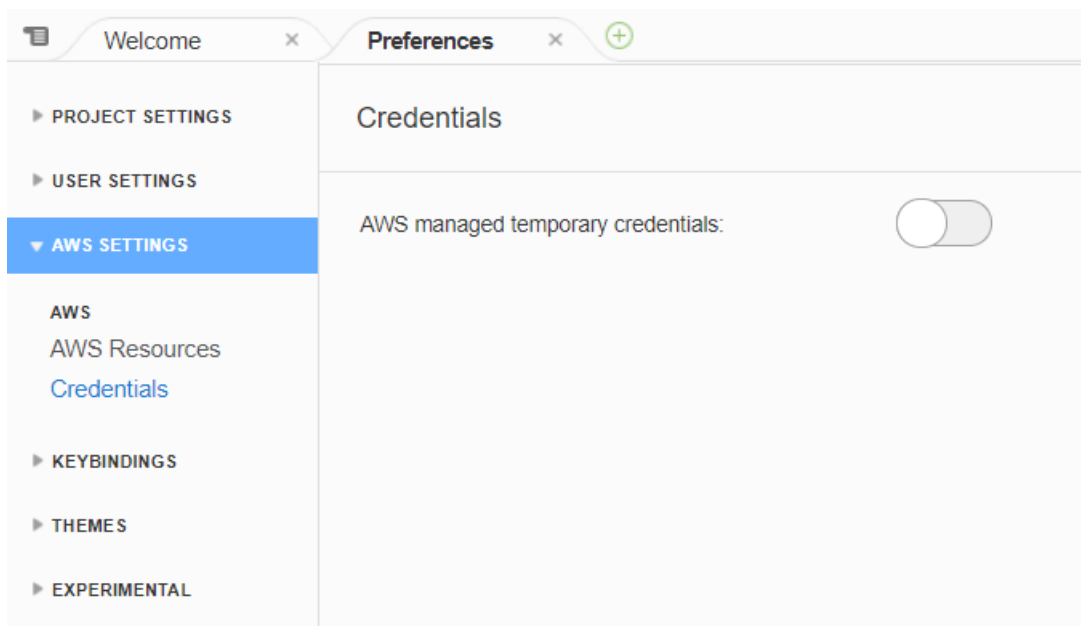 Welcome
Preferences
PROJECT SETTINGS
USER SETTINGS
AWS SETTINGS
AWS
AWS Resources
Credentials
KEYBINDINGS
THEMES
EXPERIMENTAL
Credentials
AWS managed temporary credentials: